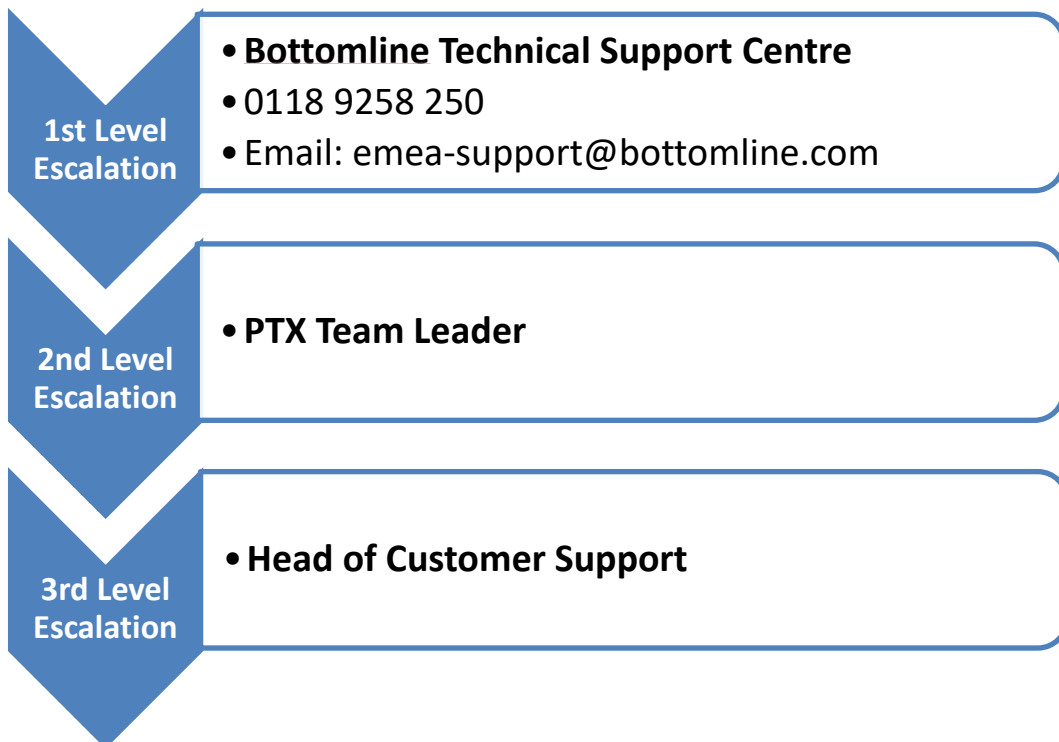 1st Level
Escalation
• Bottomline Technical Support Centre
• 0118 9258 250
• Email: emea-support@bottomline.com
2nd Level
Escalation
• PTX Team Leader
3rd Level
Escalation
• Head of Customer Support